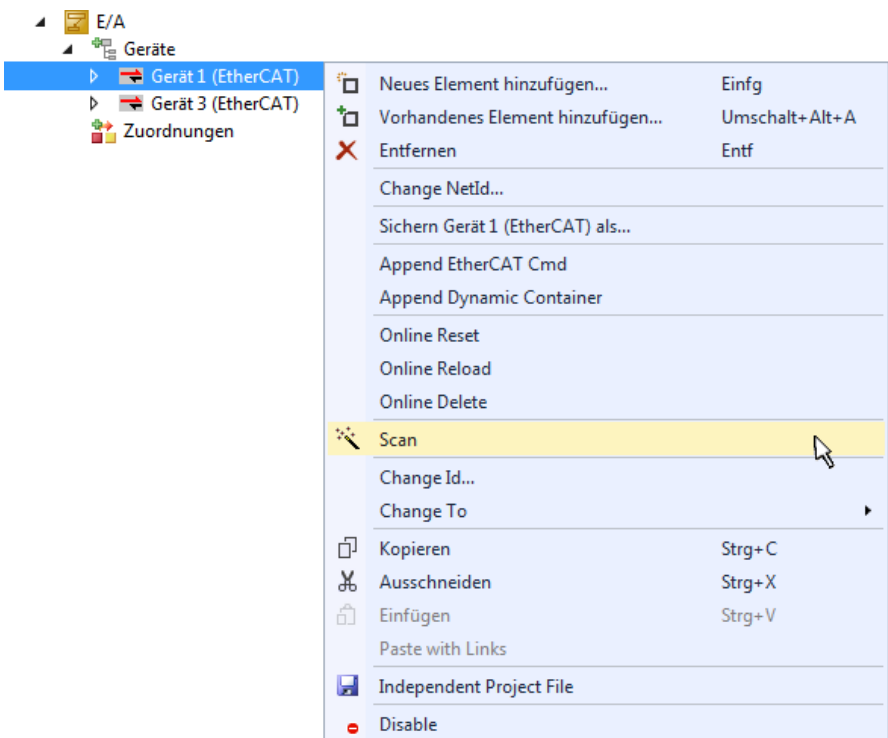 E/A
Geräte
Gerät 1 (EtherCAT)
Gerät 3 (EtherCAT)
Zuordnungen
Neues Element hinzufügen... Einfg
Vorhandenes Element hinzufügen... Umschalt+Alt+A
Entfernen Entf
Change NetId...
Sichern Gerät 1 (EtherCAT) als...
Append EtherCAT Cmd
Append Dynamic Container
Online Reset
Online Reload
Online Delete
Scan
Change Id...
Change To
Kopieren Strg+C
Ausschneiden Strg+X
Einfügen Strg+V
Paste with Links
Independent Project File
Disable